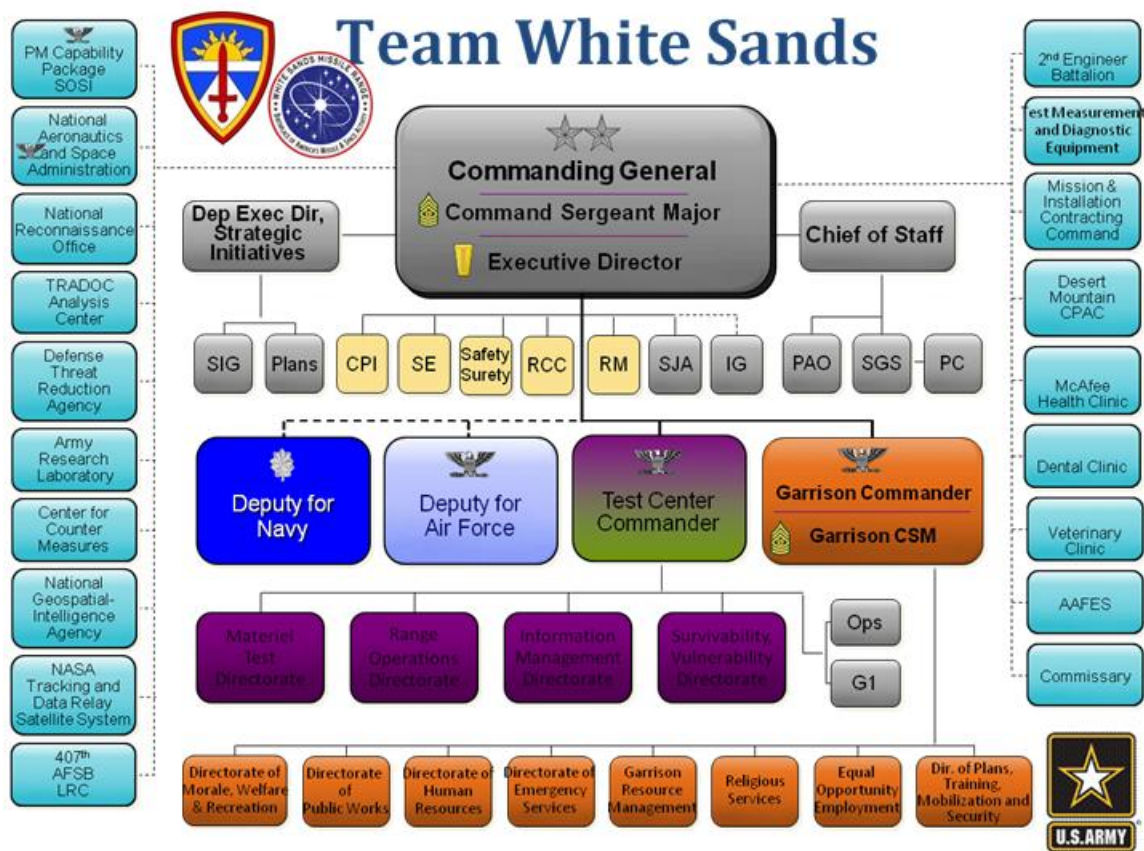 Team White Sands
WHITE SANDS MISSILE RANGE
PM Capability
Package
SOSI
National
Aeronautics
and Space
Administration
National
Reconnaissance
Office
TRADOC
Analysis
Center
Defense
Threat
Reduction
Agency
Army
Research
Laboratory
Center for
Counter
Measures
National
Geospatial-
Intelligence
Agency
NASA
Tracking and
Data Relay
Satellite System
407th
AFSB
LRC
Commanding General
Command Sergeant Major
Executive Director
Dep Exec Dir,
Strategic
Initiatives
Chief of Staff
SIG
Plans
CPI
SE
Safety
Surety
RCC
RM
SJA
IG
PAO
SGS
PC
Deputy for
Navy
Deputy for
Air Force
Test Center
Commander
Garrison Commander
Garrison CSM
Materiel
Test
Directorate
Range
Operations
Directorate
Information
Management
Directorate
Survivability,
Vulnerability
Directorate
Ops
G1
Directorate of
Morale, Welfare
& Recreation
Directorate
of
Public Works
Directorate of
Human
Resources
Directorate of
Emergency
Services
Garrison
Resource
Management
Religious
Services
Equal
Opportunity
Employment
Dir. of Plans,
Training,
Mobilization and
Security
2nd Engineer
Battalion
Test Measurement
and Diagnostic
Equipment
Mission &
Installation
Contracting
Command
Desert
Mountain
CPAC
McAfee
Health Clinic
Dental Clinic
Veterinary
Clinic
AAFES
Commissary
U.S.ARMY